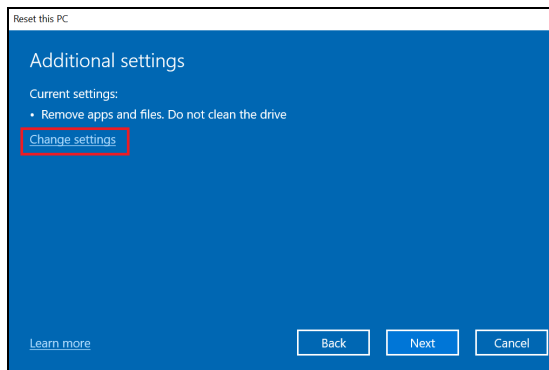 Reset this PC
Additional settings
Current settings:
• Remove apps and files. Do not clean the drive
Change settings
Learn more
Back
Next
Cancel